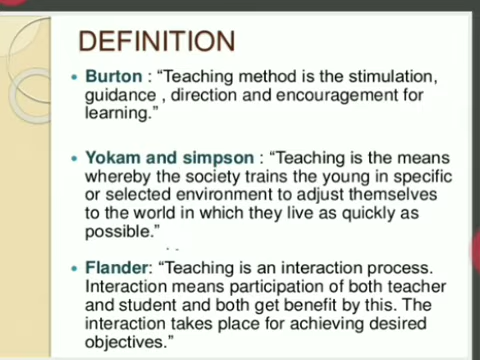 DEFINITION
• Burton : “Teaching method is the stimulation,
guidance , direction and encouragement for
learning.”
• Yokam and simpson : “Teaching is the means
whereby the society trains the young in specific
or selected environment to adjust themselves
to the world in which they live as quickly as
possible.”
• Flander: “Teaching is an interaction process.
Interaction means participation of both teacher
and student and both get benefit by this. The
interaction takes place for achieving desired
objectives.”